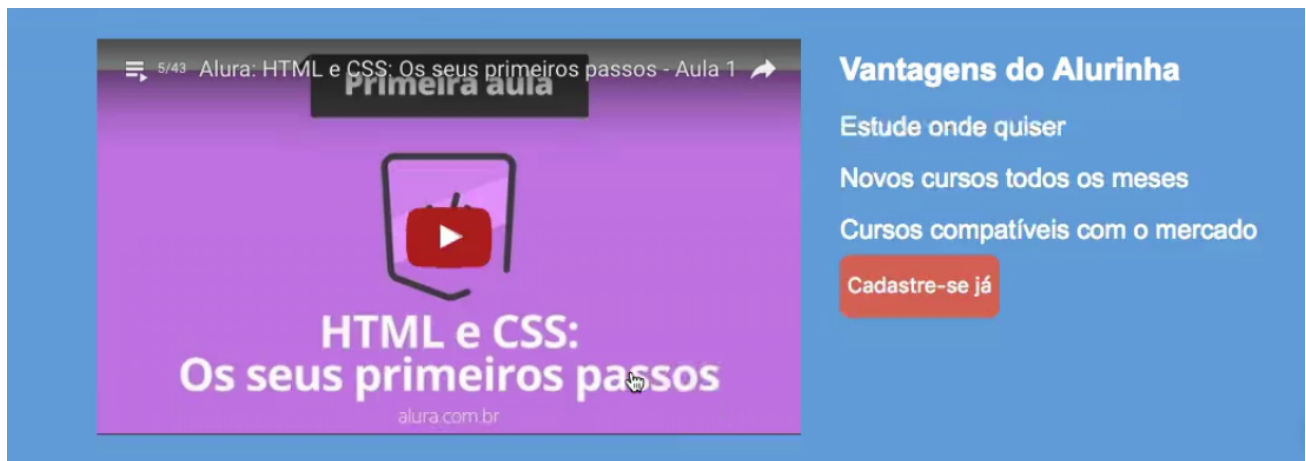 5/43 Alura: HTML e CSS: Os seus primeiros passos - Aula 1
Primeira aula
HTML e CSS:
Os seus primeiros passos
alura.com.br
Vantagens do Alurinha
Estude onde quiser
Novos cursos todos os meses
Cursos compatíveis com o mercado
Cadastre-se já